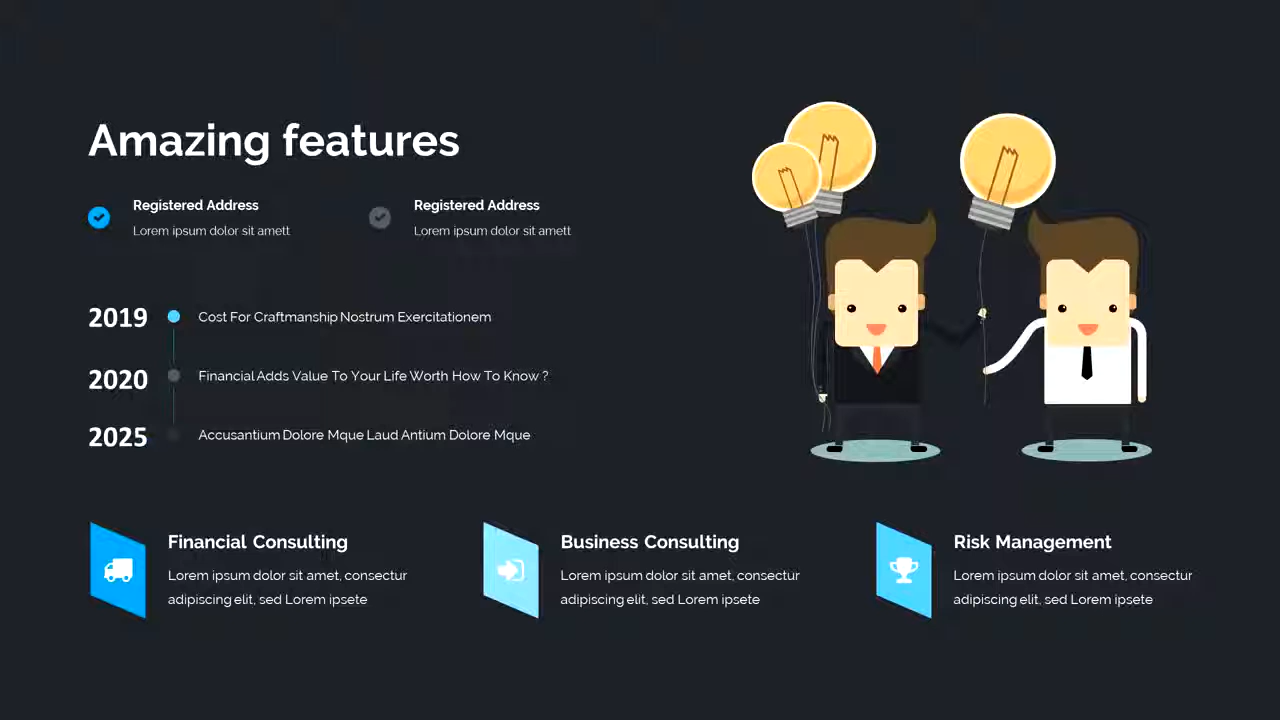 Amazing features
Registered Address
Lorem ipsum dolor sit amett
Registered Address
Lorem ipsum dolor sit amett
2019
Cost For Craftmanship Nostrum Exercitationem
2020
Financial Adds Value To Your Life Worth How To Know ?
2025
Accusantium Dolore Mque Laud Antium Dolore Mque
Financial Consulting
Lorem ipsum dolor sit amet, consectur
adipiscing elit, sed Lorem ipsete
Business Consulting
Lorem ipsum dolor sit amet, consectur
adipiscing elit, sed Lorem ipsete
Risk Management
Lorem ipsum dolor sit amet, consectur
adipiscing elit, sed Lorem ipsete